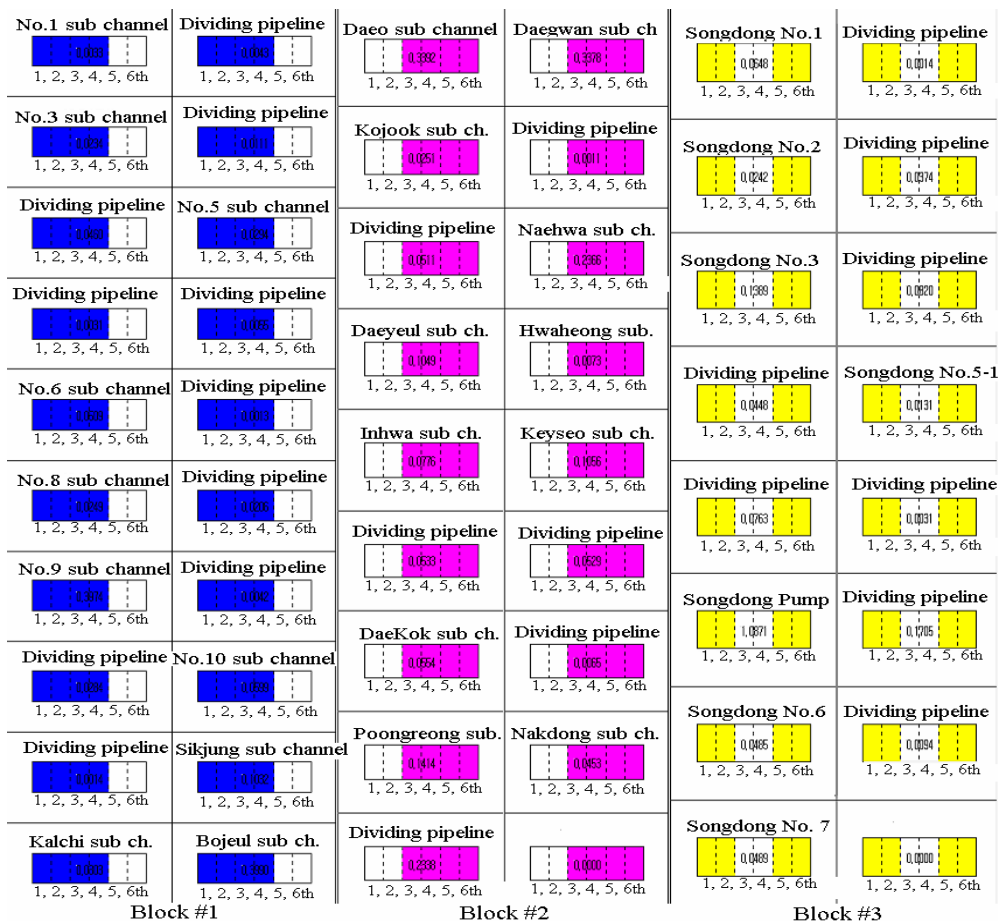 No.1 sub channel
Dividing pipeline
1, 2, 3, 4, 5, 6th
1, 2, 3, 4, 5, 6th
No.3 sub channel
Dividing pipeline
1, 2, 3, 4, 5, 6th
1, 2, 3, 4, 5, 6th
Dividing pipeline
No.5 sub channel
1, 2, 3, 4, 5, 6th
1, 2, 3, 4, 5, 6th
Dividing pipeline
Dividing pipeline
1, 2, 3, 4, 5, 6th
1, 2, 3, 4, 5, 6th
No.6 sub channel
Dividing pipeline
1, 2, 3, 4, 5, 6th
1, 2, 3, 4, 5, 6th
No.8 sub channel
Dividing pipeline
1, 2, 3, 4, 5, 6th
1, 2, 3, 4, 5, 6th
No.9 sub channel
Dividing pipeline
1, 2, 3, 4, 5, 6th
1, 2, 3, 4, 5, 6th
Dividing pipeline
No.10 sub channel
1, 2, 3, 4, 5, 6th
1, 2, 3, 4, 5, 6th
Dividing pipeline
Sikjung sub channel
1, 2, 3, 4, 5, 6th
1, 2, 3, 4, 5, 6th
Kalchi sub ch.
Bojeul sub ch.
1, 2, 3, 4, 5, 6th
1, 2, 3, 4, 5, 6th
Block #1
Daeo sub channel
Daegwan sub ch
0,3392
0,3378
1, 2, 3, 4, 5, 6th
1, 2, 3, 4, 5, 6th
Kojook sub ch.
Dividing pipeline
0,0251
0,0011
1, 2, 3, 4, 5, 6th
1, 2, 3, 4, 5, 6th
Dividing pipeline
Naehwa sub ch.
0,0511
0,2366
1, 2, 3, 4, 5, 6th
1, 2, 3, 4, 5, 6th
Daeyeul sub ch.
Hwaheong sub.
0,1049
0,0073
1, 2, 3, 4, 5, 6th
1, 2, 3, 4, 5, 6th
Inhwa sub ch.
Keyseo sub ch.
0,0776
0,1056
1, 2, 3, 4, 5, 6th
1, 2, 3, 4, 5, 6th
Dividing pipeline
Dividing pipeline
0,0533
0,0529
1, 2, 3, 4, 5, 6th
1, 2, 3, 4, 5, 6th
DaeKok sub ch.
Dividing pipeline
0,0554
0,0065
1, 2, 3, 4, 5, 6th
1, 2, 3, 4, 5, 6th
Poongreong sub.
Nakdong sub ch.
0,1414
0,0453
1, 2, 3, 4, 5, 6th
1, 2, 3, 4, 5, 6th
Dividing pipeline
0,2338
0,0000
1, 2, 3, 4, 5, 6th
1, 2, 3, 4, 5, 6th
Block #2
Songdong No.1
Dividing pipeline
0,0648
0,0014
1, 2, 3, 4, 5, 6th
1, 2, 3, 4, 5, 6th
Songdong No.2
Dividing pipeline
0,0242
0,0374
1, 2, 3, 4, 5, 6th
1, 2, 3, 4, 5, 6th
Songdong No.3
Dividing pipeline
0,1389
0,0820
1, 2, 3, 4, 5, 6th
1, 2, 3, 4, 5, 6th
Dividing pipeline
Songdong No.5-1
0,0448
0,0131
1, 2, 3, 4, 5, 6th
1, 2, 3, 4, 5, 6th
Dividing pipeline
Dividing pipeline
0,0763
0,0031
1, 2, 3, 4, 5, 6th
1, 2, 3, 4, 5, 6th
Songdong Pump
Dividing pipeline
1,0871
0,1705
1, 2, 3, 4, 5, 6th
1, 2, 3, 4, 5, 6th
Songdong No.6
Dividing pipeline
0,0485
0,0094
1, 2, 3, 4, 5, 6th
1, 2, 3, 4, 5, 6th
Songdong No. 7
0,0489
0,0000
1, 2, 3, 4, 5, 6th
1, 2, 3, 4, 5, 6th
Block #3